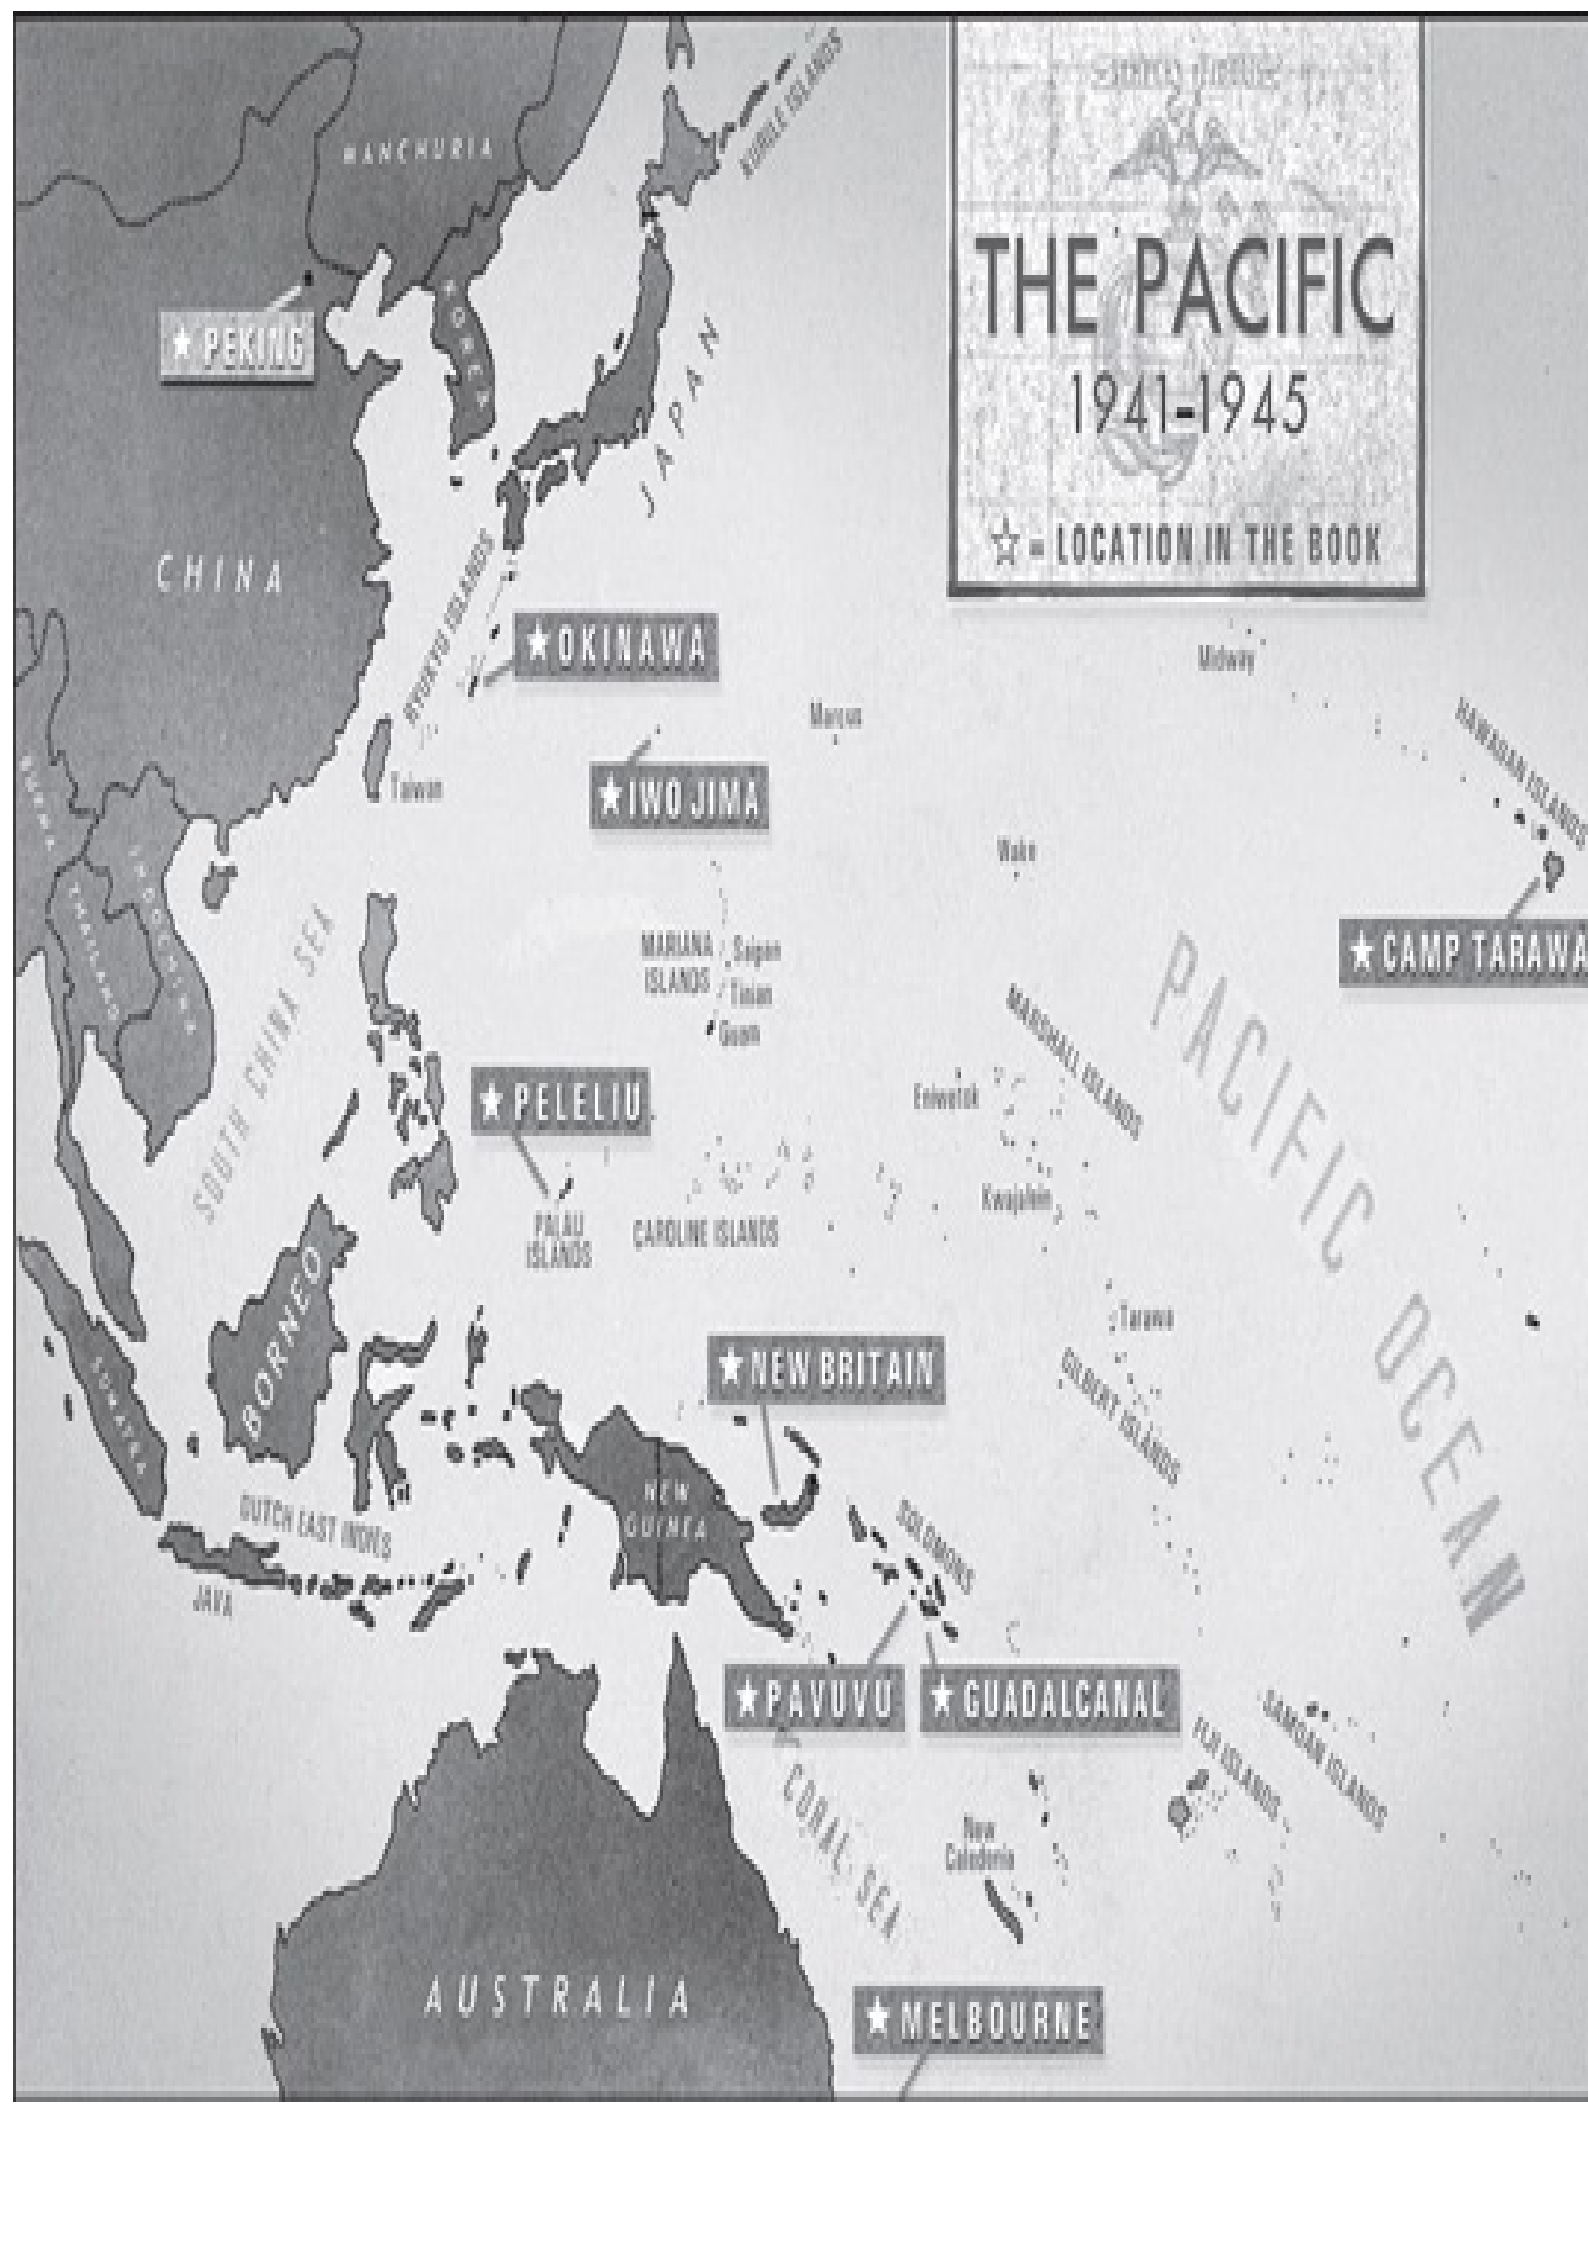 KURILE ISLANDS
MANCHURIA
THE PACIFIC
1941–1945
☆ = LOCATION IN THE BOOK
★ PEKING
KOREA
JAPAN
CHINA
RYUKYU ISLANDS
★ OKINAWA
Midway
HAWAIIAN ISLANDS
Marcus
Taiwan
★ IWO JIMA
BURMA
INDOCHINA
THAILAND
Wake
★ CAMP TARAWA
SOUTH CHINA SEA
MARIANA
ISLANDS
Saipan
Tinian
Guam
PACIFIC OCEAN
MARSHALL ISLANDS
★ PELELIU
Eniwetok
Kwajalein
PALAU
ISLANDS
CAROLINE ISLANDS
BORNEO
Tarawa
★ NEW BRITAIN
GILBERT ISLANDS
SUMATRA
NEW
GUINEA
DUTCH EAST INDIES
SOLOMONS
JAVA
★ PAVUVU
★ GUADALCANAL
SAMOAN ISLANDS
FIJI ISLANDS
CORAL SEA
New
Caledonia
AUSTRALIA
★ MELBOURNE